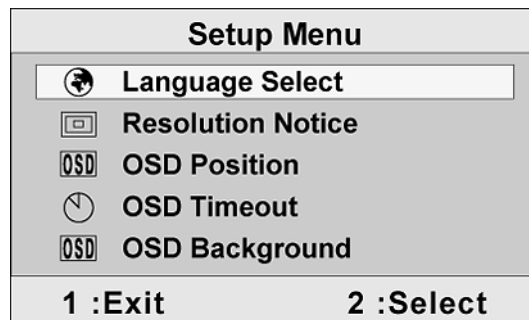 Setup Menu
Language Select
Resolution Notice
OSD OSD Position
OSD Timeout
OSD OSD Background
1 :Exit 2 :Select